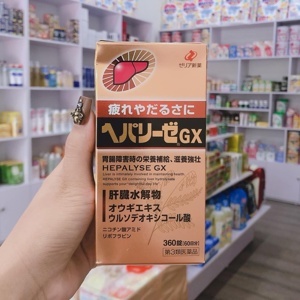 ゼリア新薬
疲れやだるさに
ヘパリーゼGX
胃腸障害時の栄養補給、滋養強壮
HEPALYSE GX
肝臓水解物
オウギエキス
ウルソデオキシコール酸
ニコチン酸アミド
リボフラビン
360錠(60日分)
第3類医薬品